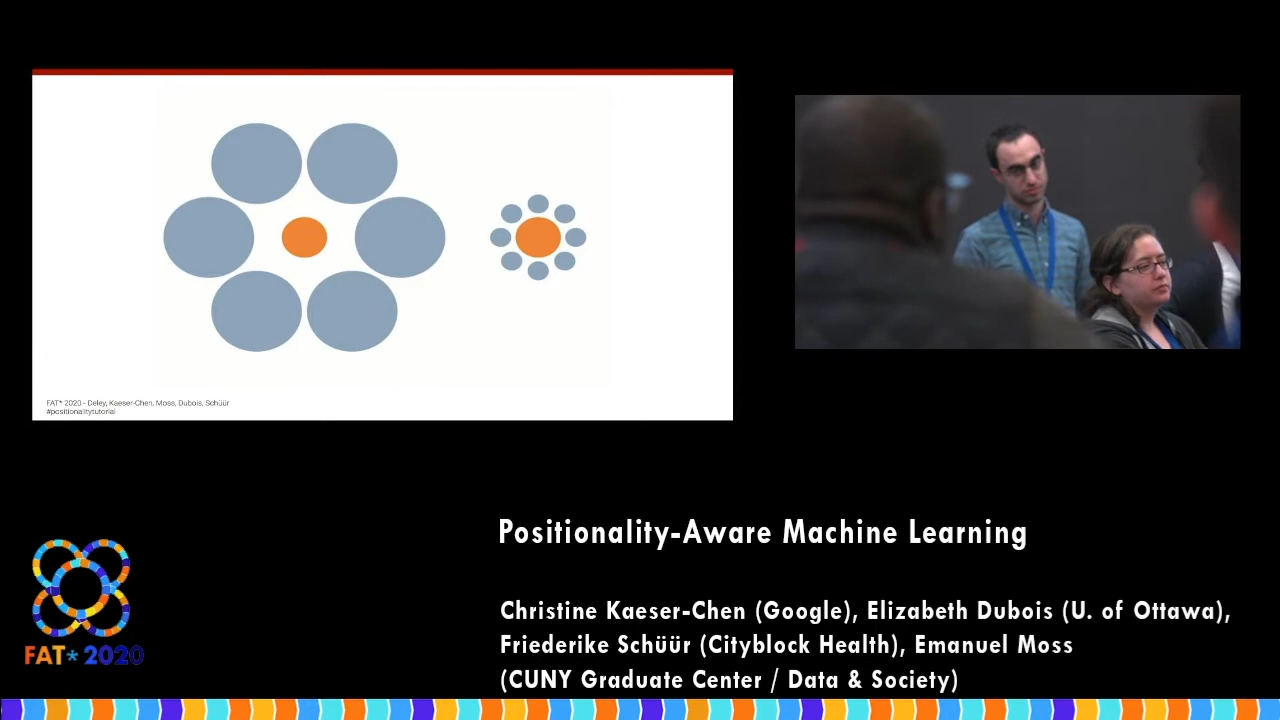 FAT* 2020 - Deley, Kaeser-Chen, Moss, Dubois, Schüür
#positionalitytutorial
Positionality-Aware Machine Learning
Christine Kaeser-Chen (Google), Elizabeth Dubois (U. of Ottawa),
Friederike Schüür (Cityblock Health), Emanuel Moss
(CUNY Graduate Center / Data & Society)
FAT* 2020